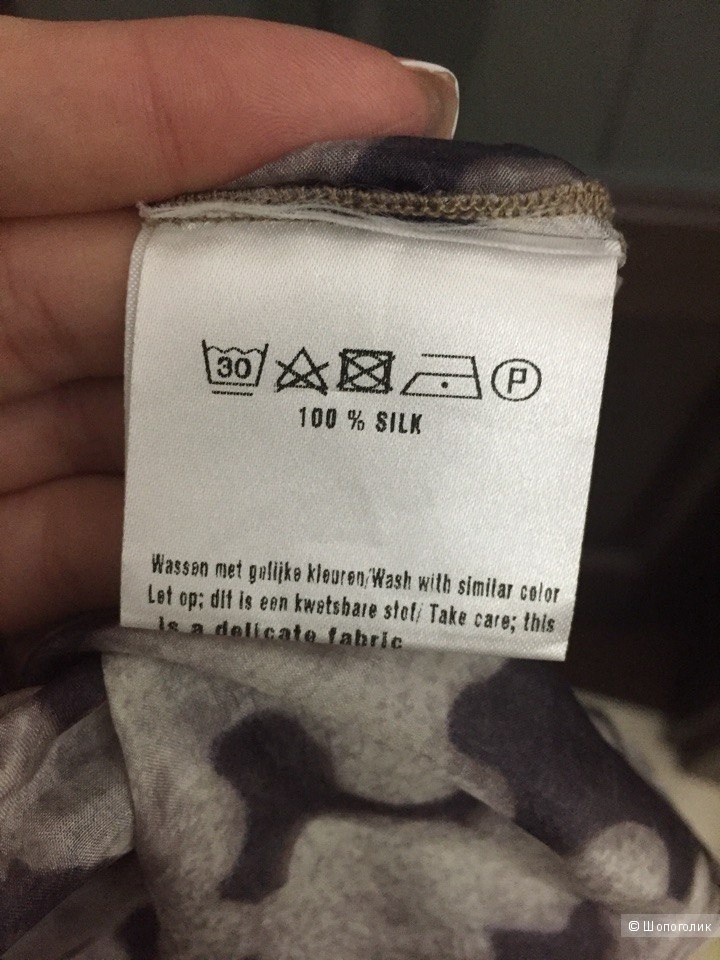 30 P
100 % SILK
Wassen met gelijke kleuren/Wash with similar color
Let op; dit is een kwetsbare stof/ Take care; this
is a delicate fabric
© Шопоголик